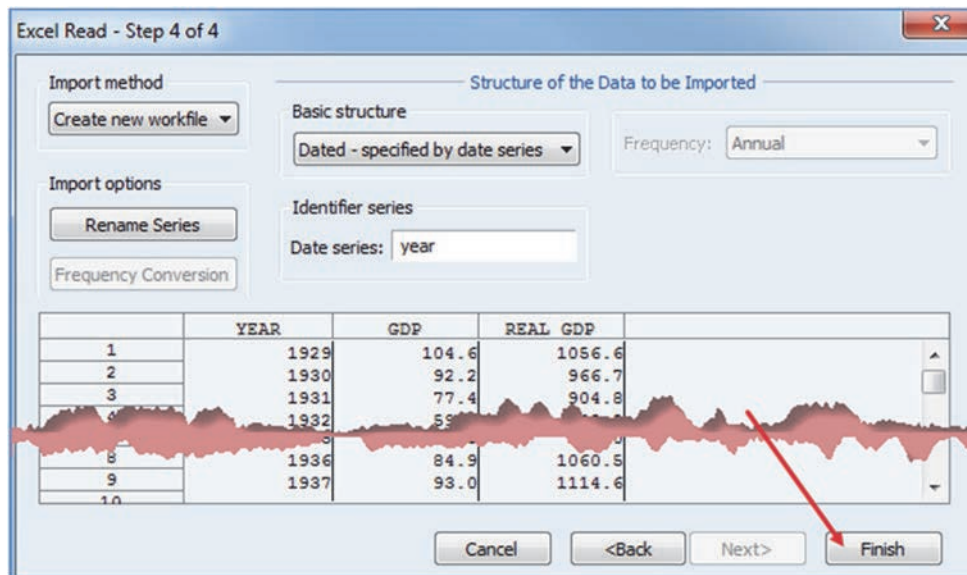 Excel Read - Step 4 of 4
Import method
Structure of the Data to be Imported
Create new workfile
Basic structure
Dated - specified by date series
Frequency: Annual
Import options
Rename Series
Identifier series
Date series: year
Frequency Conversion
YEAR GDP REAL GDP
1 1929 104.6 1056.6
2 1930 92.2 966.7
3 1931 77.4 904.8
1932
8 1936 84.9 1060.5
9 1937 93.0 1114.6
10
Cancel <Back Next> Finish